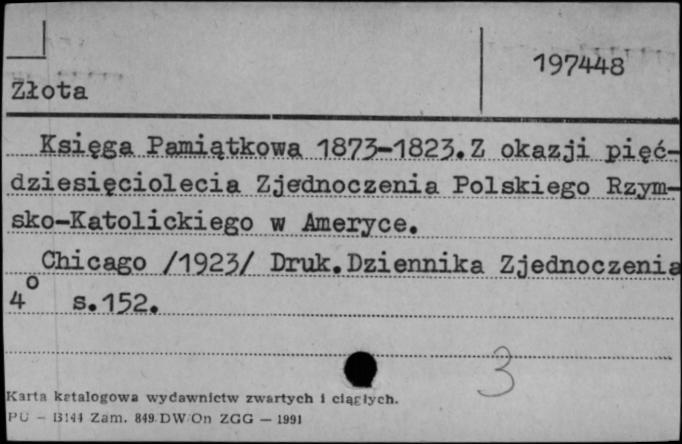 197448
Złota
Księga Pamiątkowa 1873-1823.Z okazji pięć-
dziesięciolecia Zjednoczenia Polskiego Rzym-
sko-Katolickiego w Ameryce.
Chicago /1923/ Druk.Dziennika Zjednoczenia
4° s.152.
3
Karta katalogowa wydawnictw zwartych i ciągłych.
PU - B144 Zam. 849 DW/On ZGG — 1991